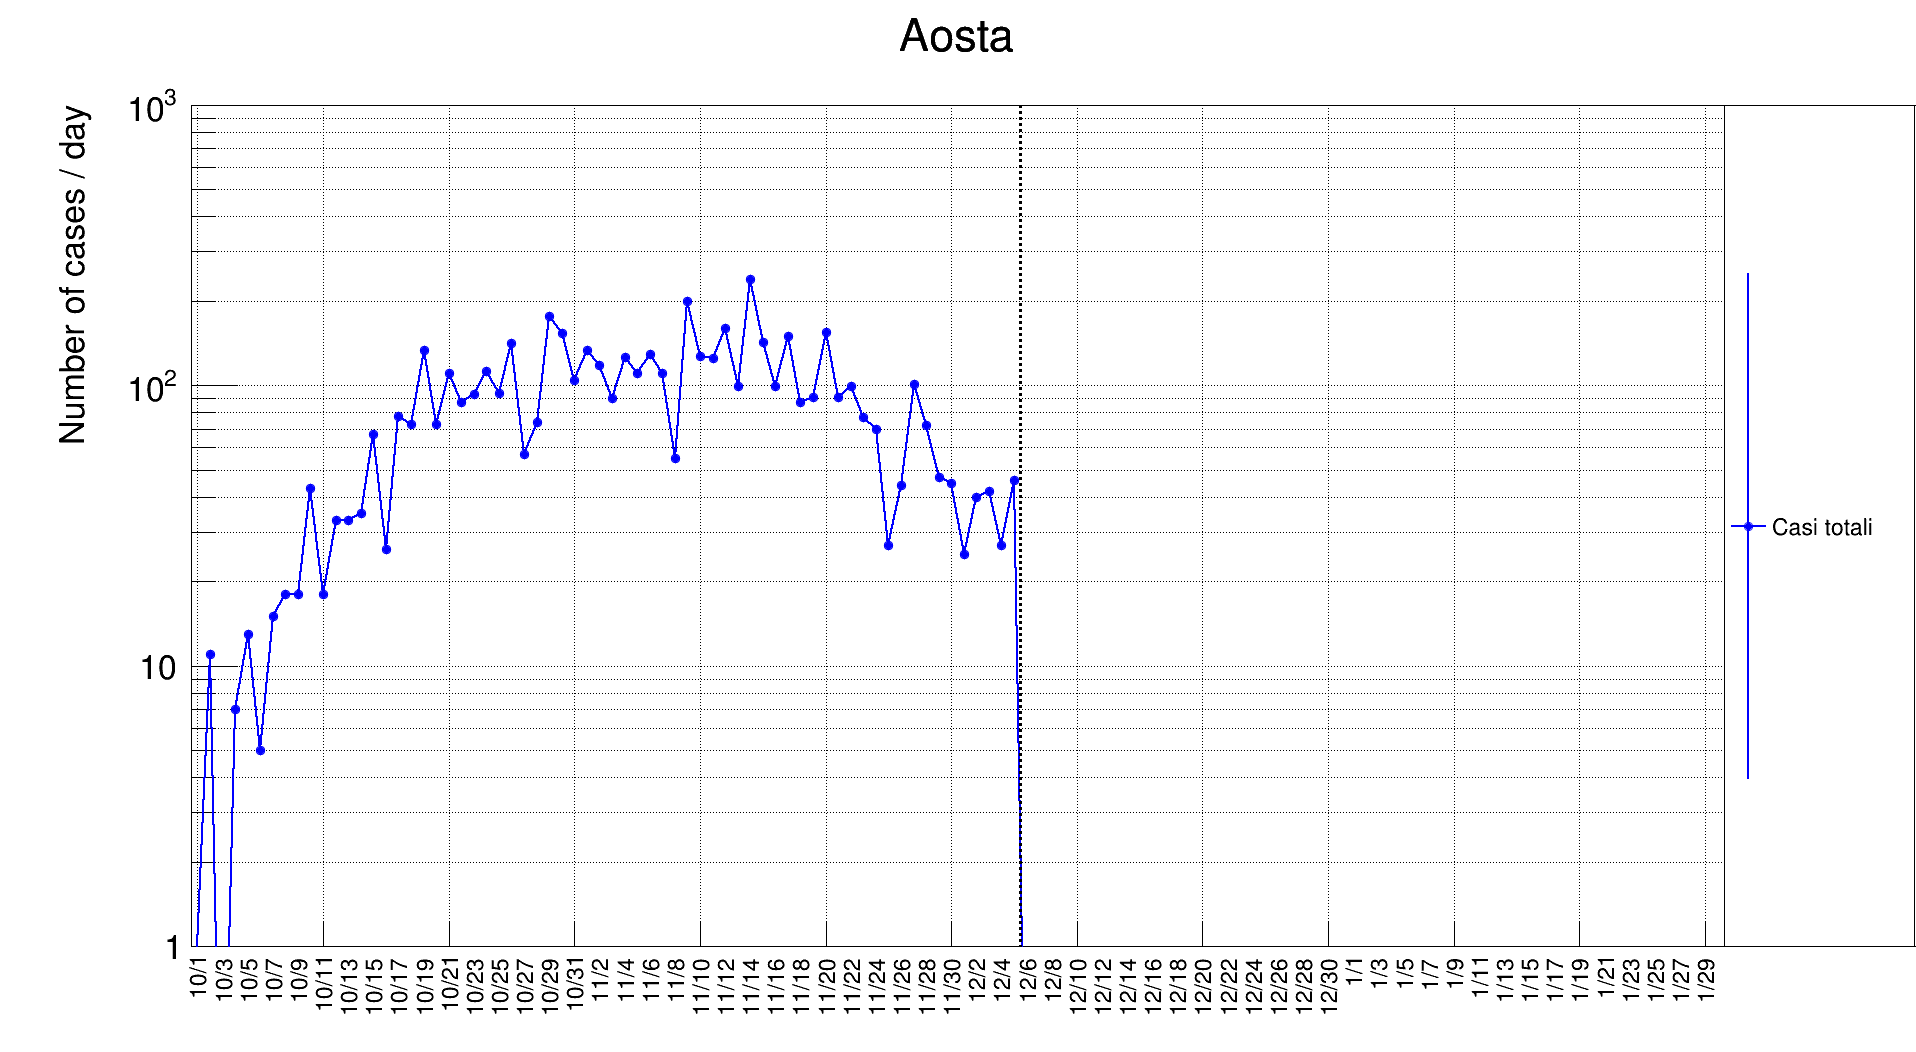 Aosta
Number of cases / day
10³
10²
10
1
10/1 10/3 10/5 10/7 10/9 10/11 10/13 10/15 10/17 10/19 10/21 10/23 10/25 10/27 10/29 10/31 11/2 11/4 11/6 11/8 11/10 11/12 11/14 11/16 11/18 11/20 11/22 11/24 11/26 11/28 11/30 12/2 12/4 12/6 12/8 12/10 12/12 12/14 12/16 12/18 12/20 12/22 12/24 12/26 12/28 12/30 1/1 1/3 1/5 1/7 1/9 1/11 1/13 1/15 1/17 1/19 1/21 1/23 1/25 1/27 1/29
Casi totali